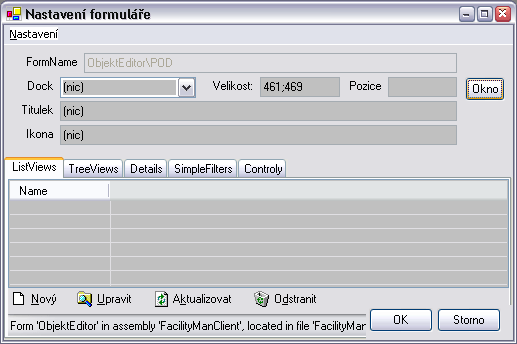 Nastavení formuláře
Nastavení
FormName ObjektEditor\POD
Dock (nic) Velikost: 461;469 Pozice Okno
Titulek (nic)
Ikona (nic)
ListViews TreeViews Details SimpleFilters Controly
Name
Nový Upravit Aktualizovat Odstranit
Form 'ObjektEditor' in assembly 'FacilityManClient', located in file 'FacilityMan OK Storno